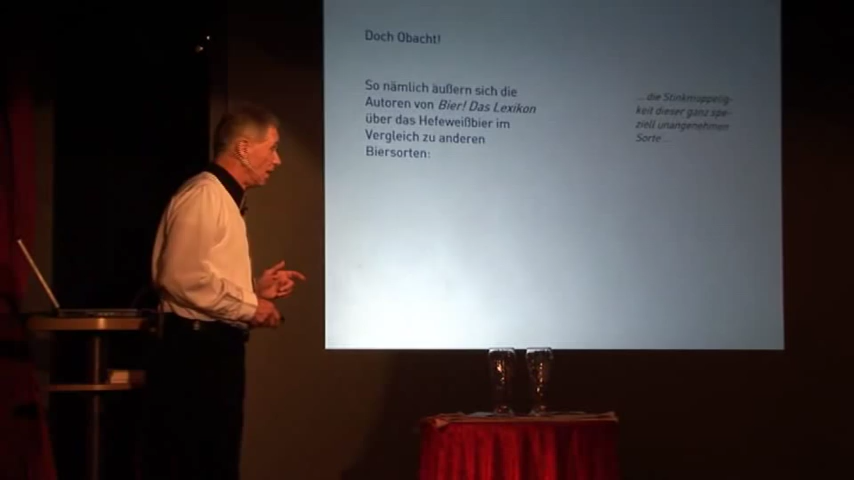 Doch Obacht!
So nämlich äußern sich die
Autoren von Bier! Das Lexikon
über das Hefeweißbier im
Vergleich zu anderen
Biersorten:
...die Stinkmuppelig-
keit dieser ganz spe-
ziell unangenehmen
Sorte...